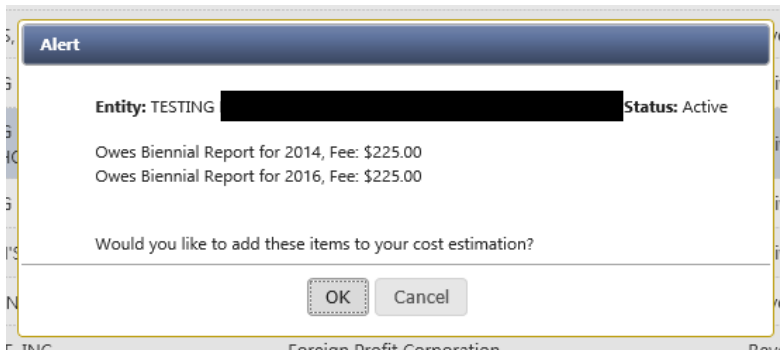 Alert
Entity: TESTING Status: Active
Owes Biennial Report for 2014, Fee: $225.00
Owes Biennial Report for 2016, Fee: $225.00
Would you like to add these items to your cost estimation?
OK Cancel
INC Foreign Profit Corporation